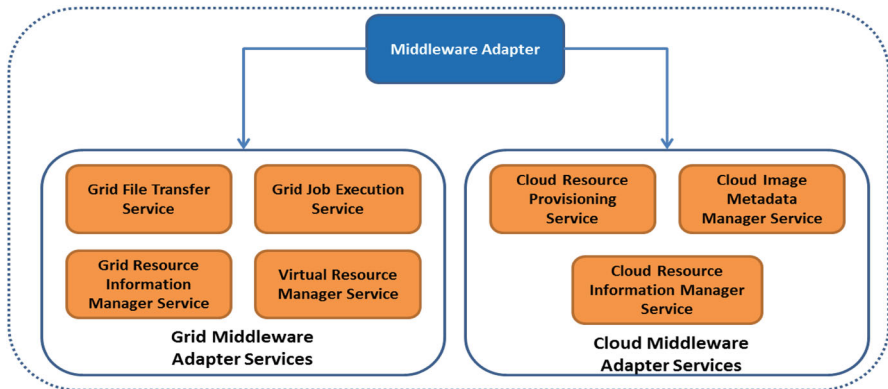 Middleware Adapter
Grid File Transfer
Service
Grid Job Execution
Service
Grid Resource
Information
Manager Service
Virtual Resource
Manager Service
Grid Middleware
Adapter Services
Cloud Resource
Provisioning
Service
Cloud Image
Metadata
Manager Service
Cloud Resource
Information Manager
Service
Cloud Middleware
Adapter Services